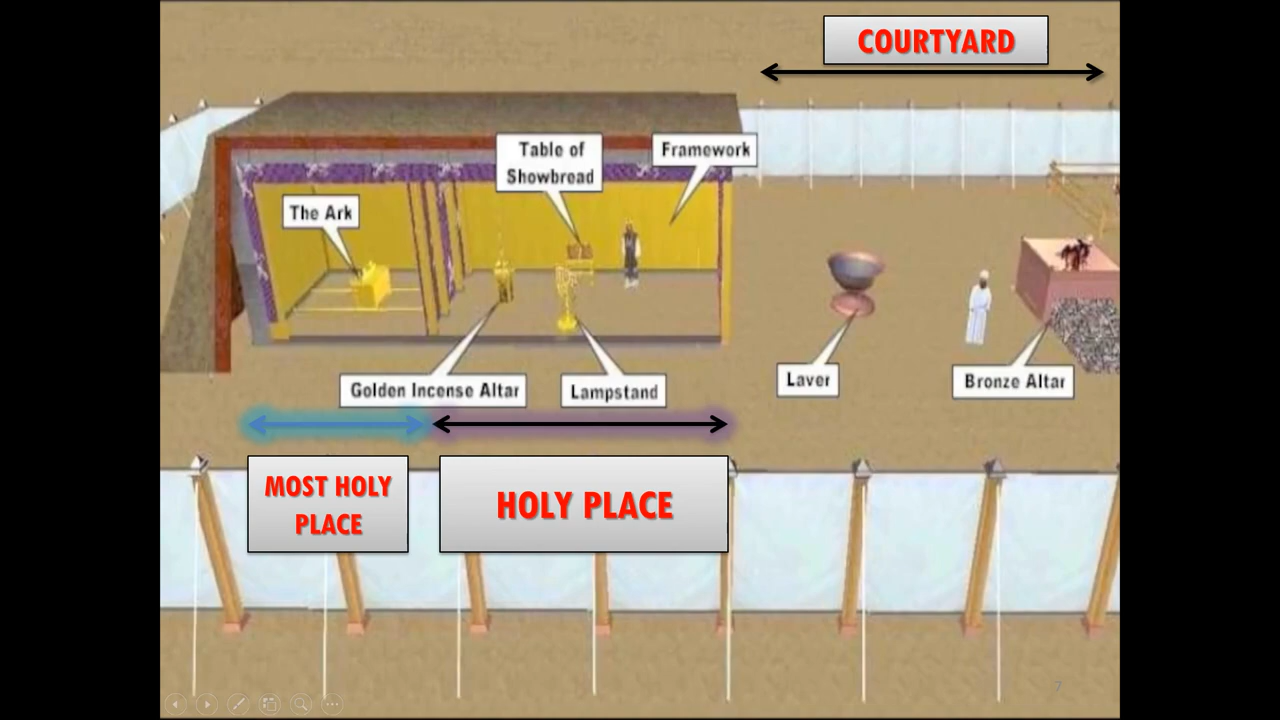 COURTYARD
Table of
Showbread
Framework
The Ark
Golden Incense Altar
Lampstand
Laver
Bronze Altar
MOST HOLY
PLACE
HOLY PLACE
7